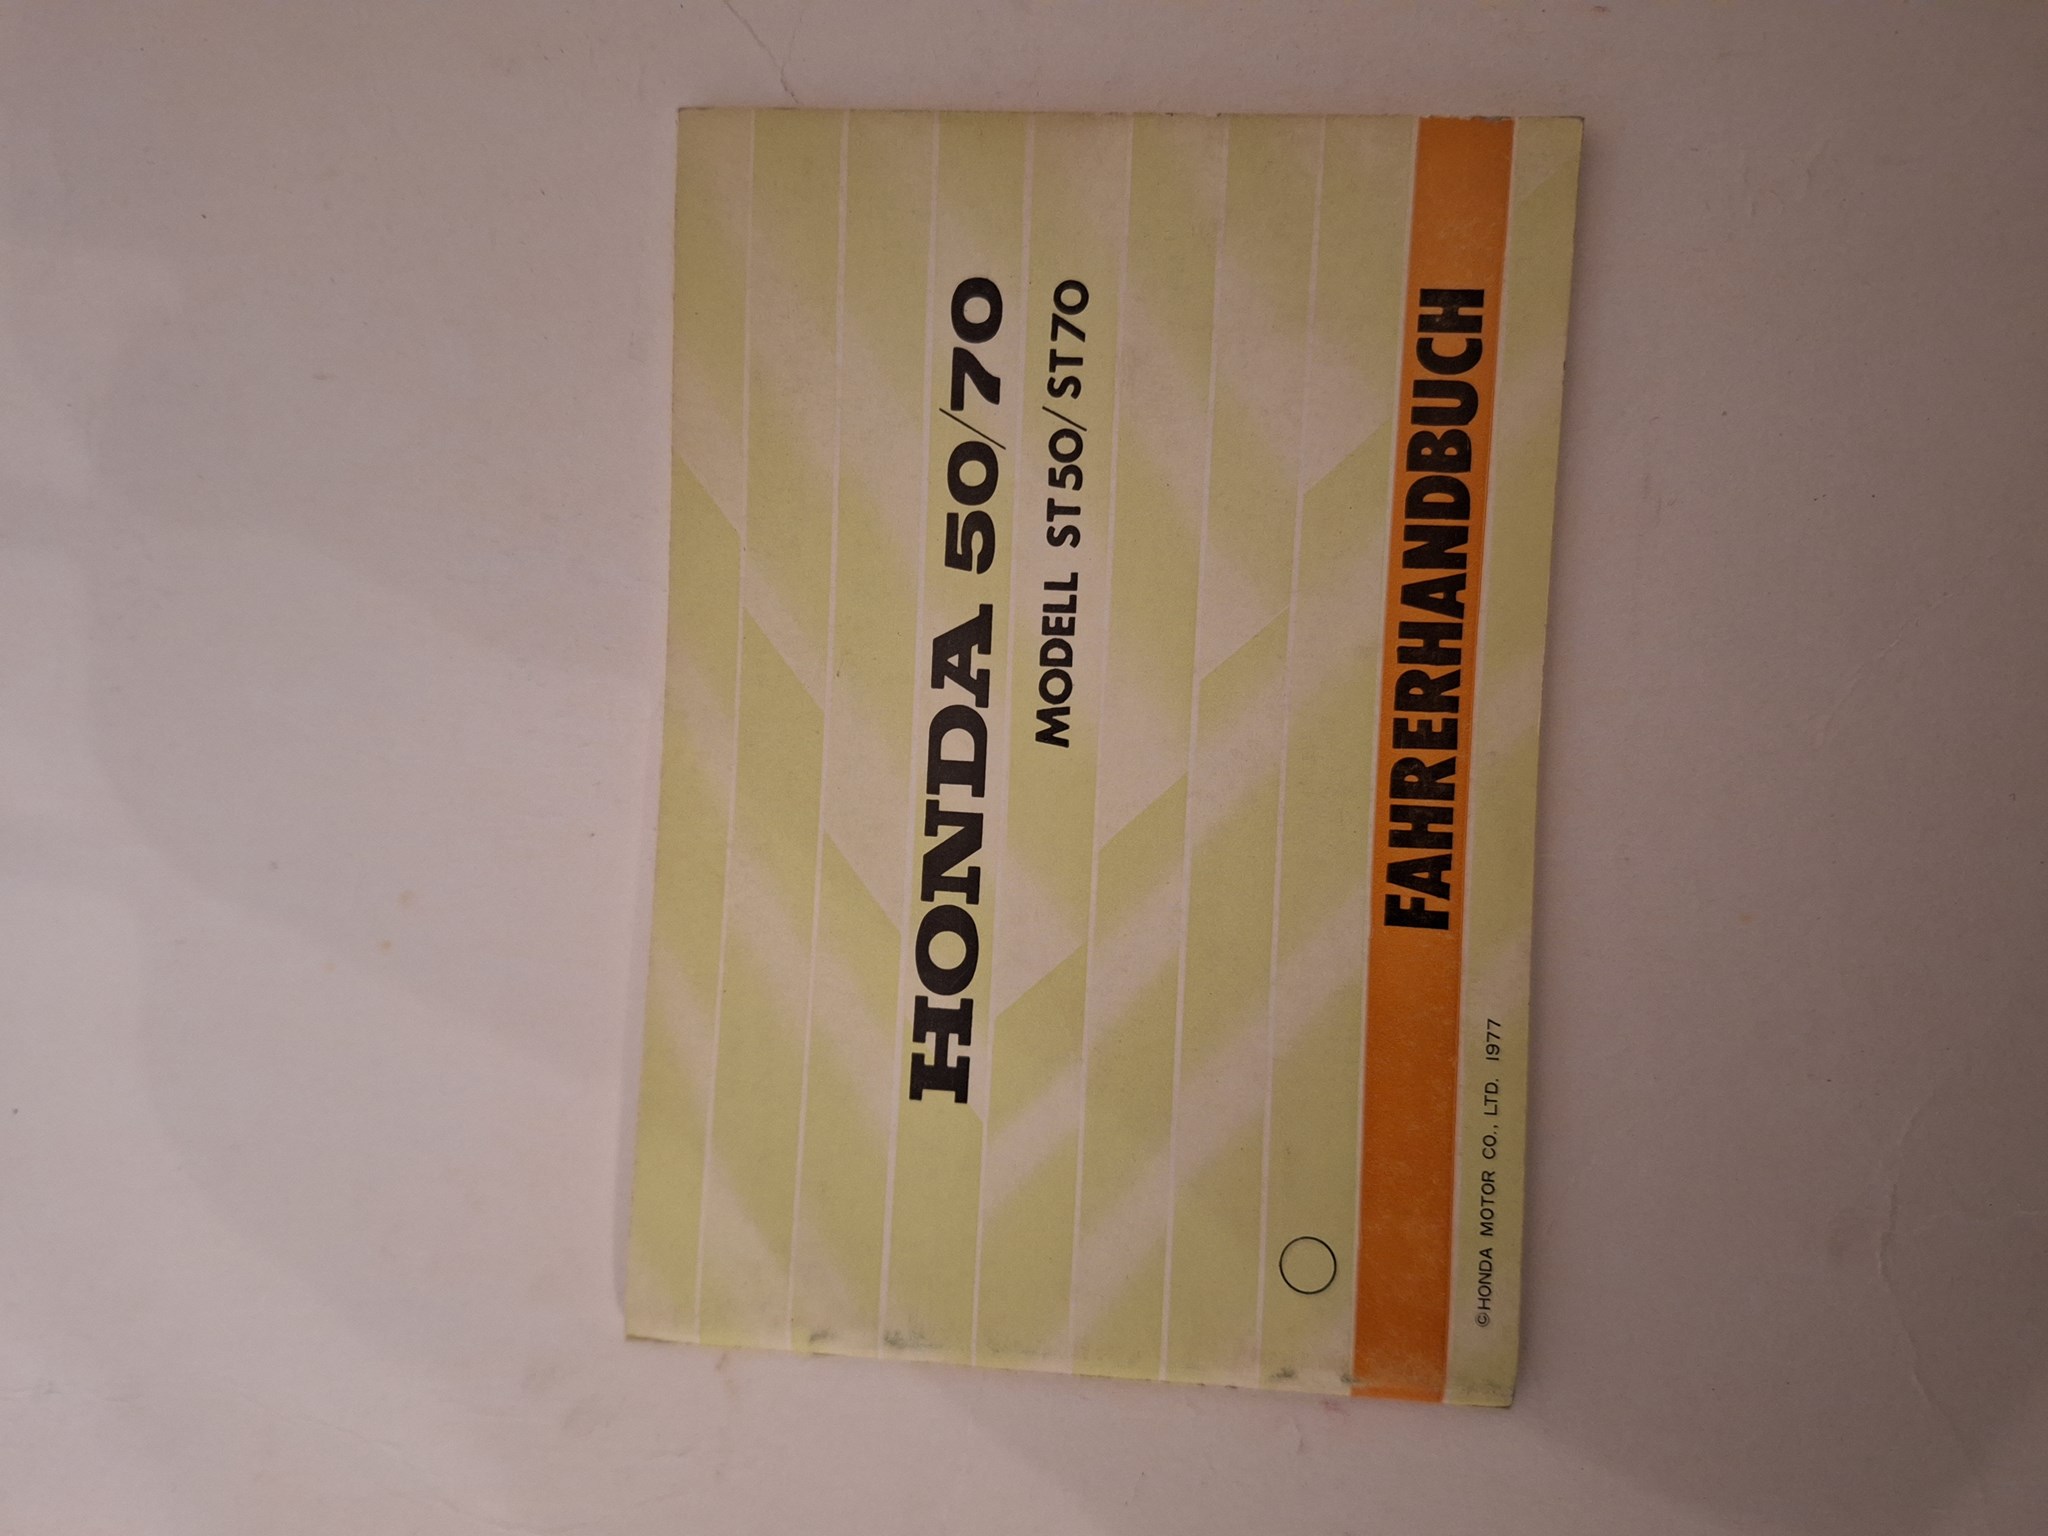 HONDA 50/70
MODELL ST50/ST70
FAHRERHANDBUCH
©HONDA MOTOR CO., LTD. 1977